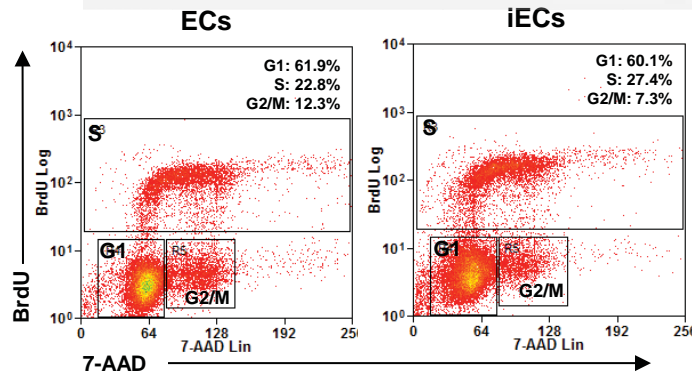 ECs
iECs
10⁴
10³
10²
10¹
10⁰
BrdU Log
G1: 61.9%
S: 22.8%
G2/M: 12.3%
S
G1
R5
G2/M
0
64
128
192
25
7-AAD Lin
10⁴
10³
10²
10¹
10⁰
BrdU Log
G1: 60.1%
S: 27.4%
G2/M: 7.3%
S
G1
R5
G2/M
0
64
128
192
25
7-AAD Lin
BrdU
7-AAD